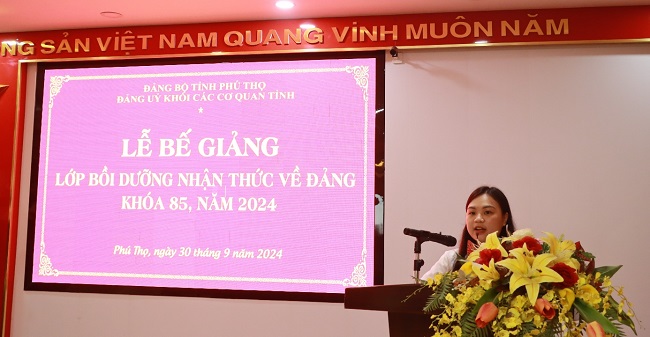 NG SẢN VIỆT NAM QUANG VINH MUÔN NĂM
ĐẢNG BỘ TỈNH PHÚ THỌ
ĐẢNG UỶ KHỐI CÁC CƠ QUAN TỈNH
LỄ BẾ GIẢNG
LỚP BỒI DƯỠNG NHẬN THỨC VỀ ĐẢNG
KHÓA 85, NĂM 2024
Phú Thọ, ngày 30 tháng 9 năm 2024